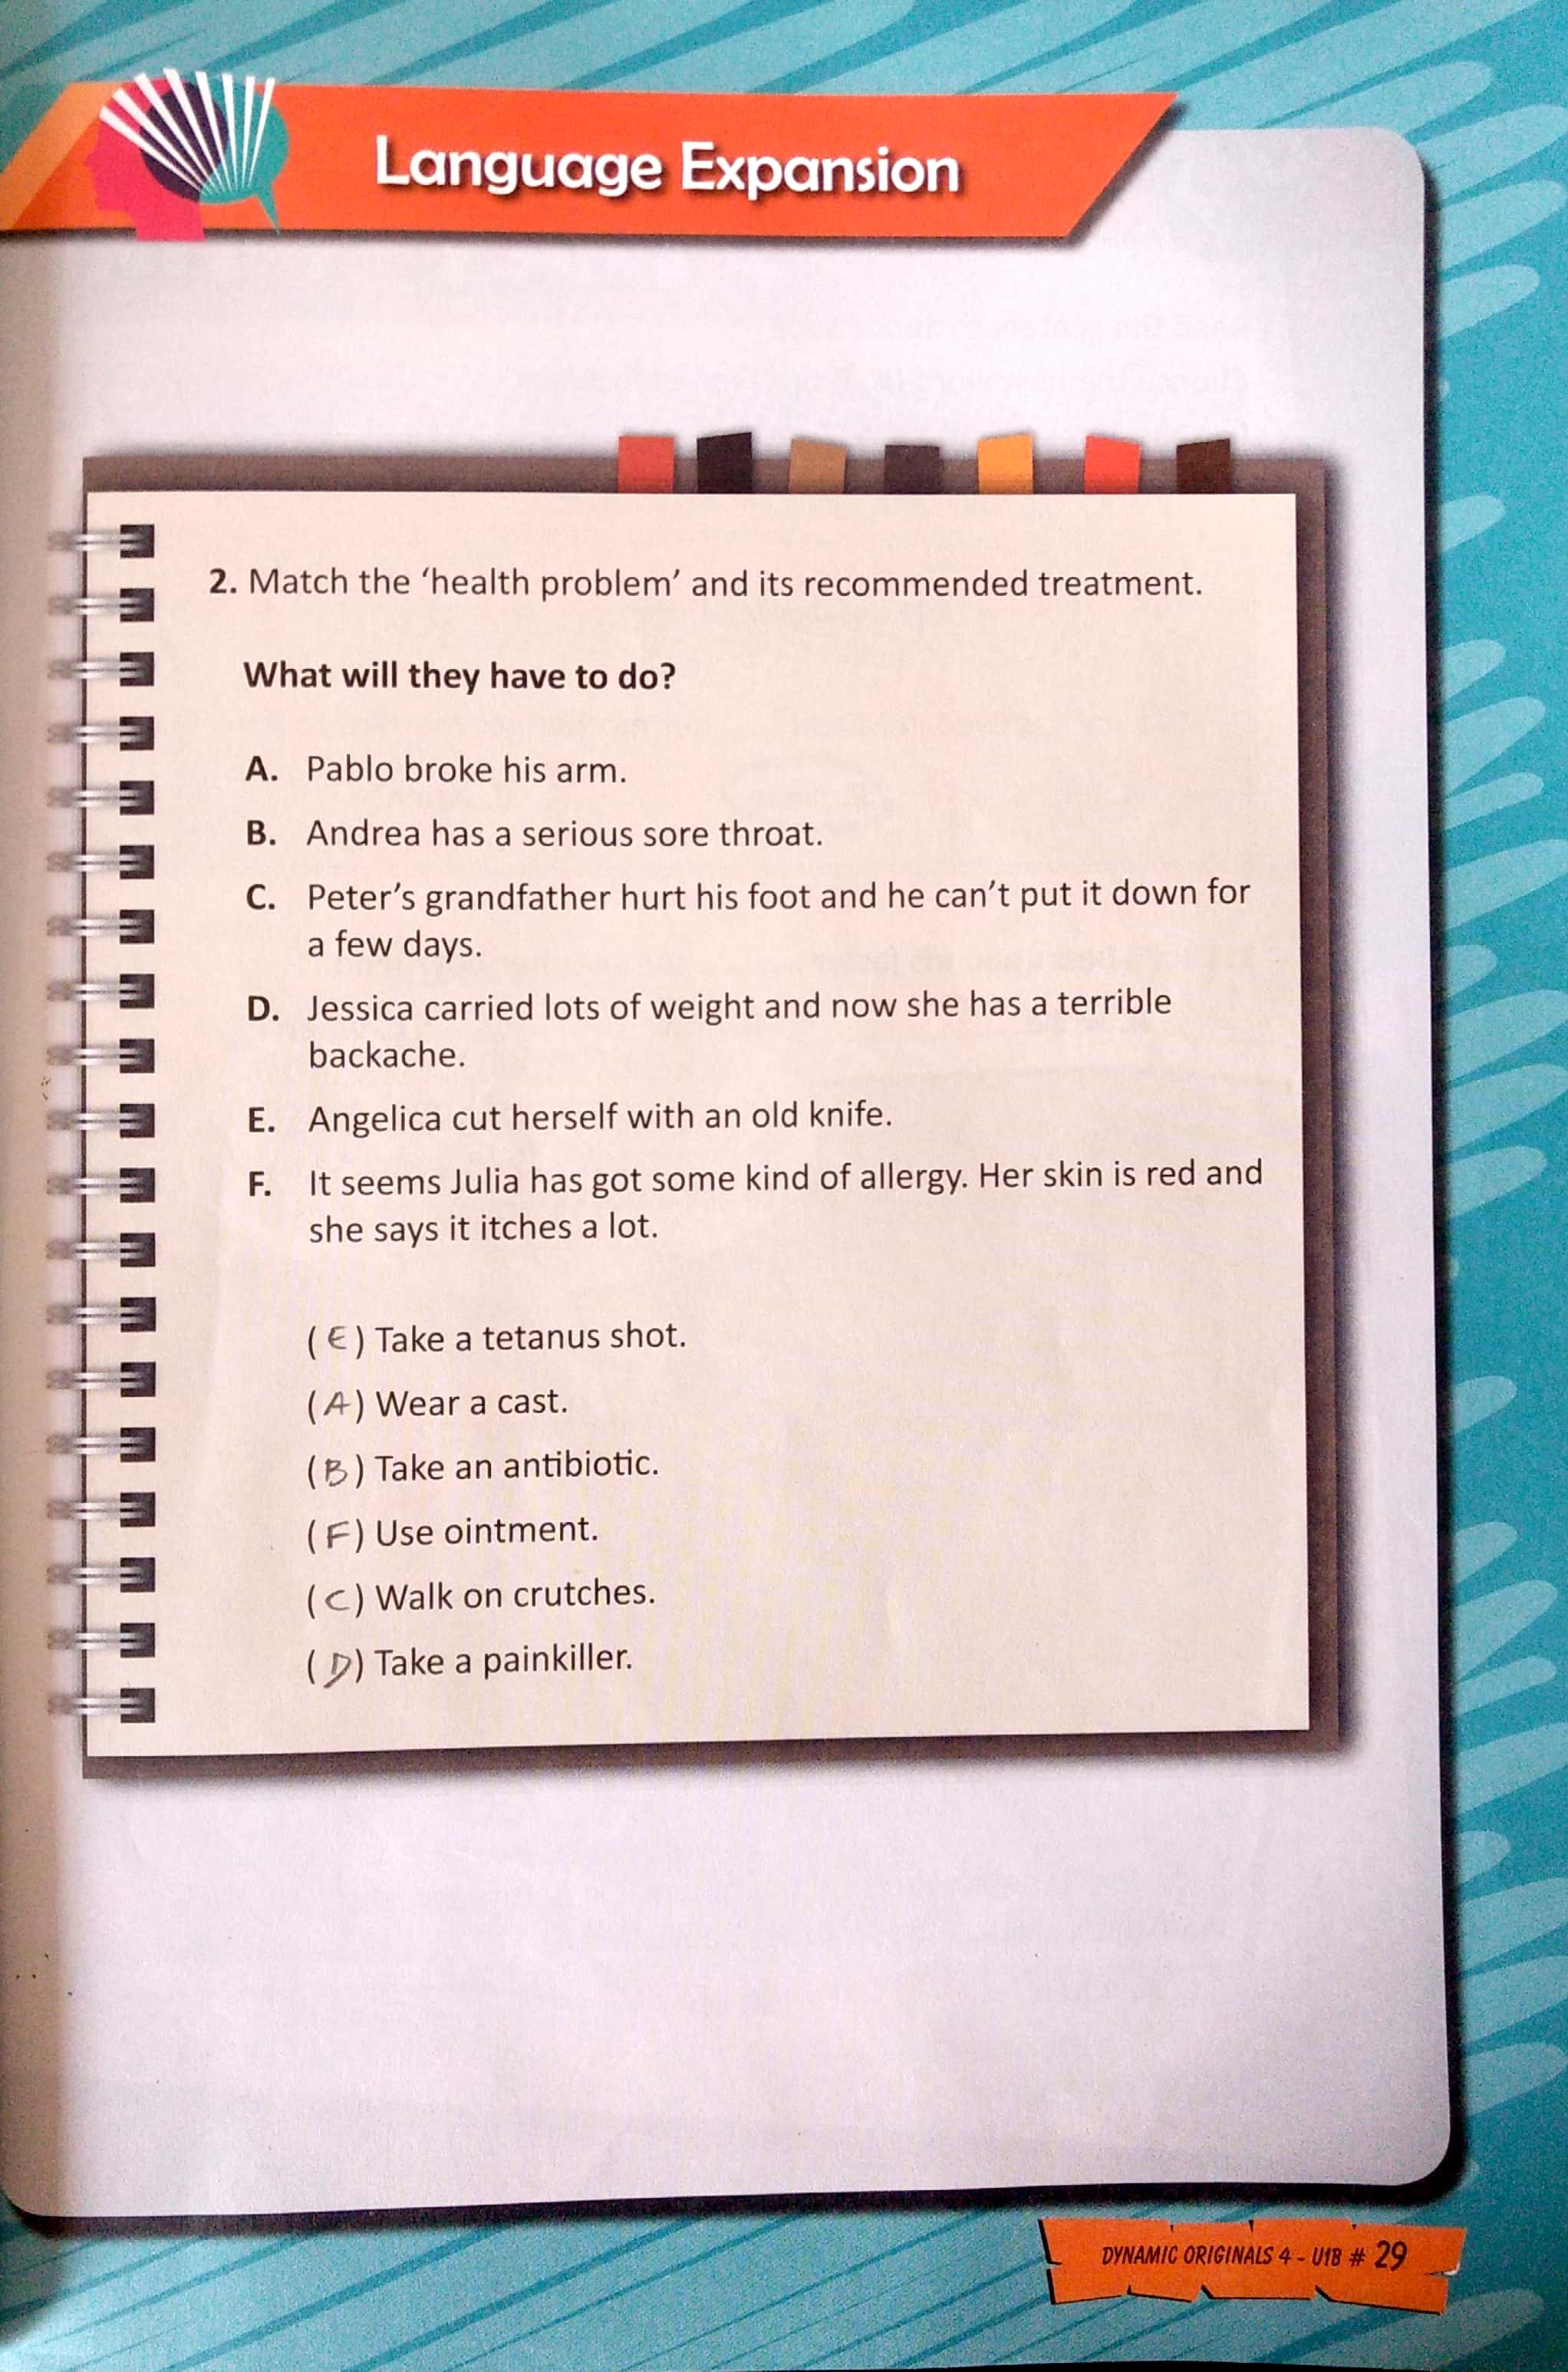 Language Expansion
2. Match the ‘health problem’ and its recommended treatment.
What will they have to do?
A. Pablo broke his arm.
B. Andrea has a serious sore throat.
C. Peter’s grandfather hurt his foot and he can’t put it down for
a few days.
D. Jessica carried lots of weight and now she has a terrible
backache.
E. Angelica cut herself with an old knife.
F. It seems Julia has got some kind of allergy. Her skin is red and
she says it itches a lot.
(E) Take a tetanus shot.
(A) Wear a cast.
(B) Take an antibiotic.
(F) Use ointment.
(C) Walk on crutches.
(D) Take a painkiller.
DYNAMIC ORIGINALS 4 - U1B # 29